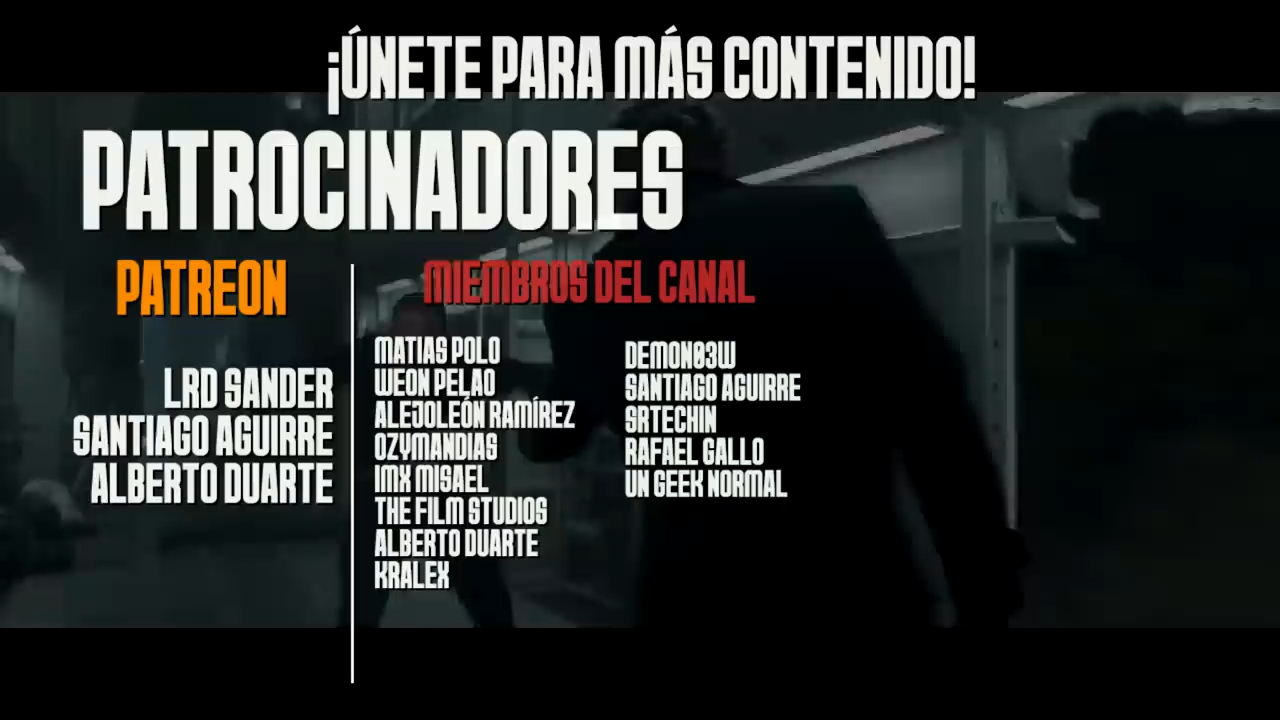 ¡ÚNETE PARA MÁS CONTENIDO!
PATROCINADORES
PATREON
LRD SANDER
SANTIAGO AGUIRRE
ALBERTO DUARTE
MIEMBROS DEL CANAL
MATIAS POLO
WEON PELAO
ALEJOLEÓN RAMÍREZ
OZYMANDIAS
IMX MISAEL
THE FILM STUDIOS
ALBERTO DUARTE
KRALEX
DEMON03W
SANTIAGO AGUIRRE
SRTECHIN
RAFAEL GALLO
UN GEEK NORMAL